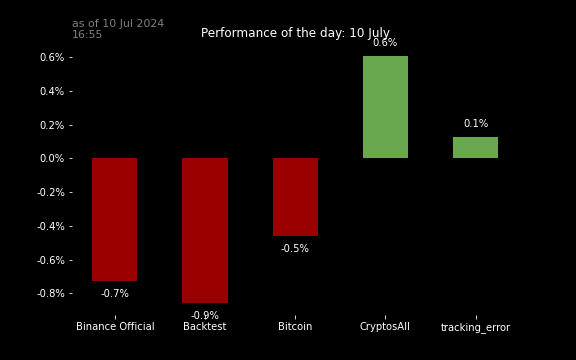 as of 10 Jul 2024
16:55
Performance of the day: 10 July
0.6%
0.4%
0.2%
0.0%
-0.2%
-0.4%
-0.6%
-0.8%
-0.7%
-0.9%
-0.5%
0.6%
0.1%
Binance Official
Backtest
Bitcoin
CryptosAll
tracking_error